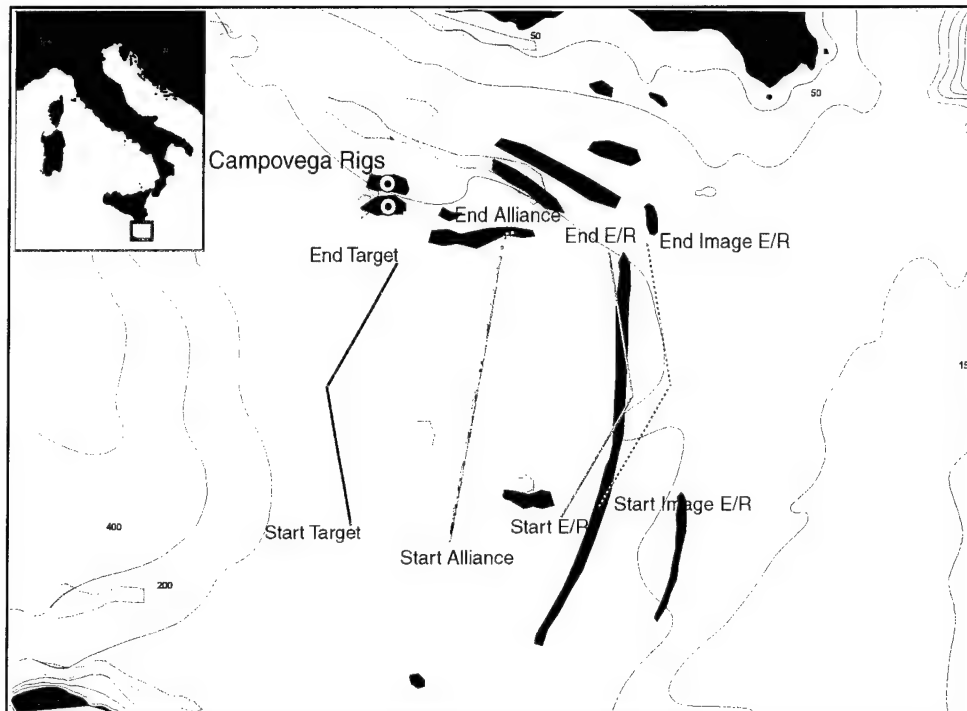 50
50
Campovega Rigs
End Alliance
End E/R
End Image E/R
End Target
15
Start Image E/R
Start E/R
Start Target
400
Start Alliance
200